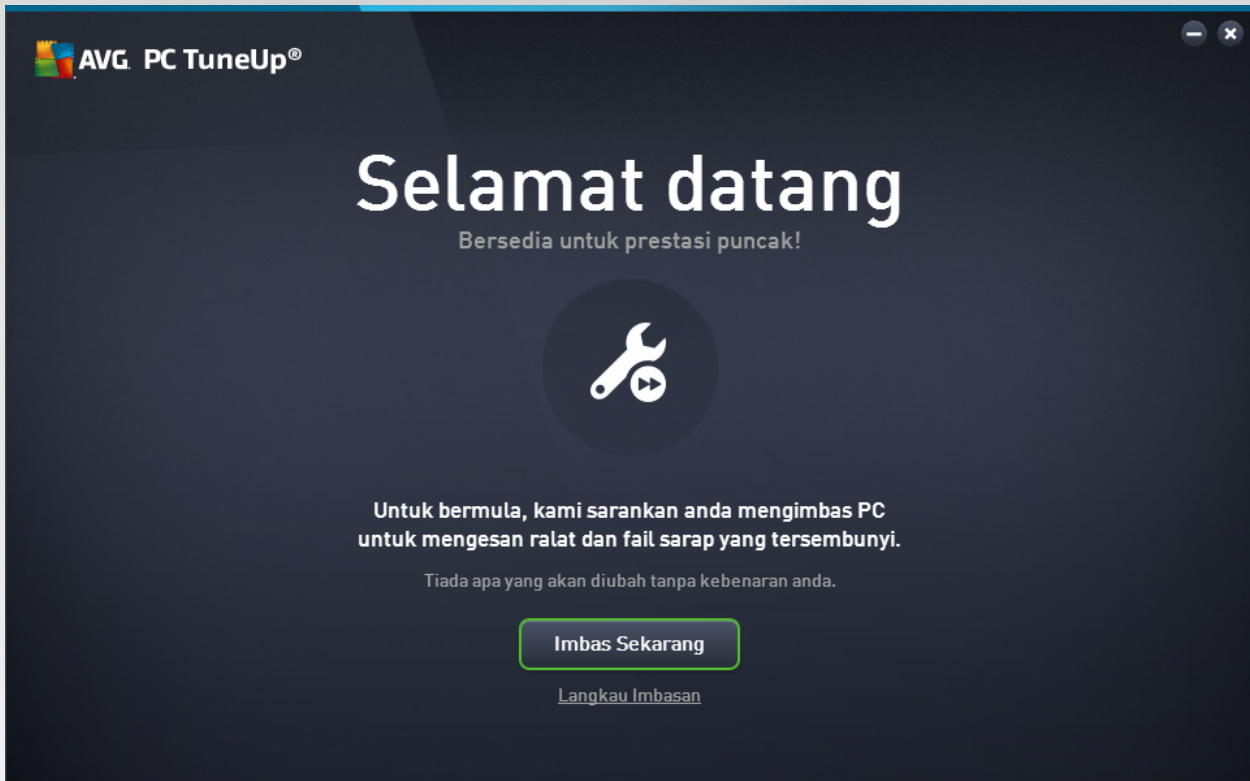 AVG. PC TuneUp®
Selamat datang
Bersedia untuk prestasi puncak!
Untuk bermula, kami sarankan anda mengimbas PC
untuk mengesan ralat dan fail sarap yang tersembunyi.
Tiada apa yang akan diubah tanpa kebenaran anda.
Imbas Sekarang
Langkau Imbasan